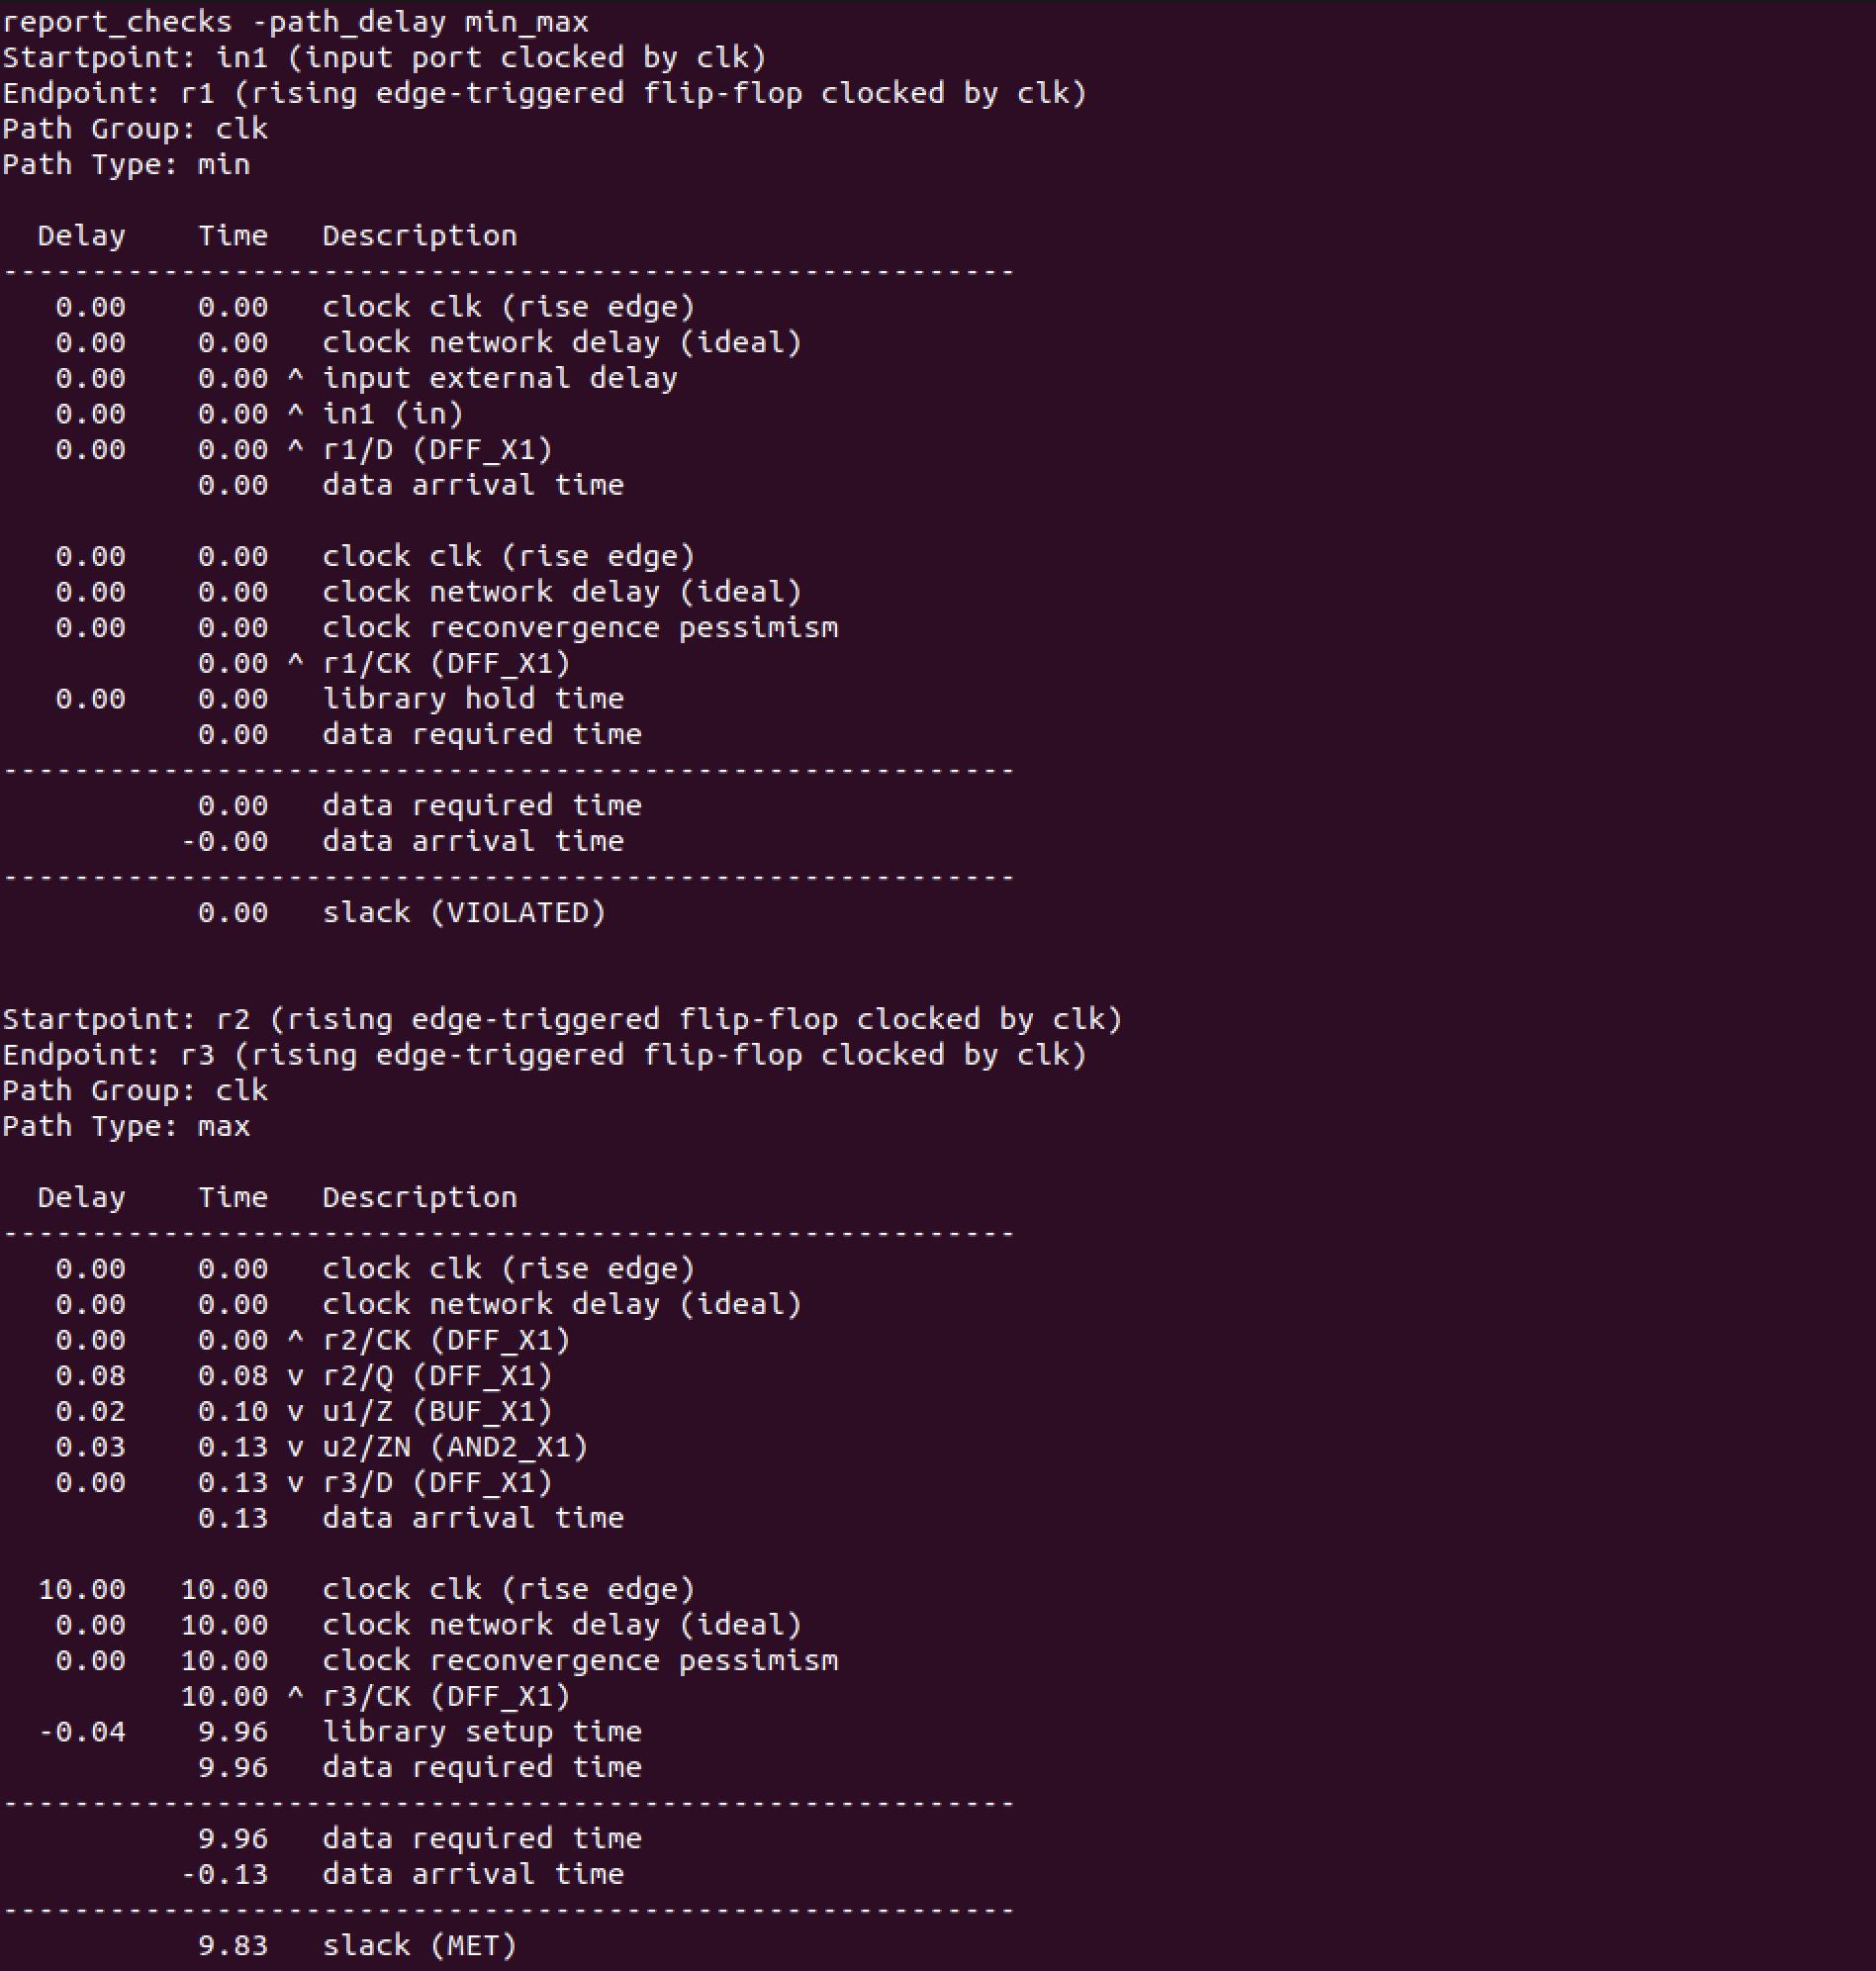 report_checks -path_delay min_max
Startpoint: in1 (input port clocked by clk)
Endpoint: r1 (rising edge-triggered flip-flop clocked by clk)
Path Group: clk
Path Type: min

  Delay    Time   Description
---------------------------------------------------------
   0.00    0.00   clock clk (rise edge)
   0.00    0.00   clock network delay (ideal)
   0.00    0.00 ^ input external delay
   0.00    0.00 ^ in1 (in)
   0.00    0.00 ^ r1/D (DFF_X1)
           0.00   data arrival time

   0.00    0.00   clock clk (rise edge)
   0.00    0.00   clock network delay (ideal)
   0.00    0.00   clock reconvergence pessimism
           0.00 ^ r1/CK (DFF_X1)
   0.00    0.00   library hold time
           0.00   data required time
---------------------------------------------------------
           0.00   data required time
          -0.00   data arrival time
---------------------------------------------------------
           0.00   slack (VIOLATED)


Startpoint: r2 (rising edge-triggered flip-flop clocked by clk)
Endpoint: r3 (rising edge-triggered flip-flop clocked by clk)
Path Group: clk
Path Type: max

  Delay    Time   Description
---------------------------------------------------------
   0.00    0.00   clock clk (rise edge)
   0.00    0.00   clock network delay (ideal)
   0.00    0.00 ^ r2/CK (DFF_X1)
   0.08    0.08 v r2/Q (DFF_X1)
   0.02    0.10 v u1/Z (BUF_X1)
   0.03    0.13 v u2/ZN (AND2_X1)
   0.00    0.13 v r3/D (DFF_X1)
           0.13   data arrival time

  10.00   10.00   clock clk (rise edge)
   0.00   10.00   clock network delay (ideal)
   0.00   10.00   clock reconvergence pessimism
          10.00 ^ r3/CK (DFF_X1)
  -0.04    9.96   library setup time
           9.96   data required time
---------------------------------------------------------
           9.96   data required time
          -0.13   data arrival time
---------------------------------------------------------
           9.83   slack (MET)